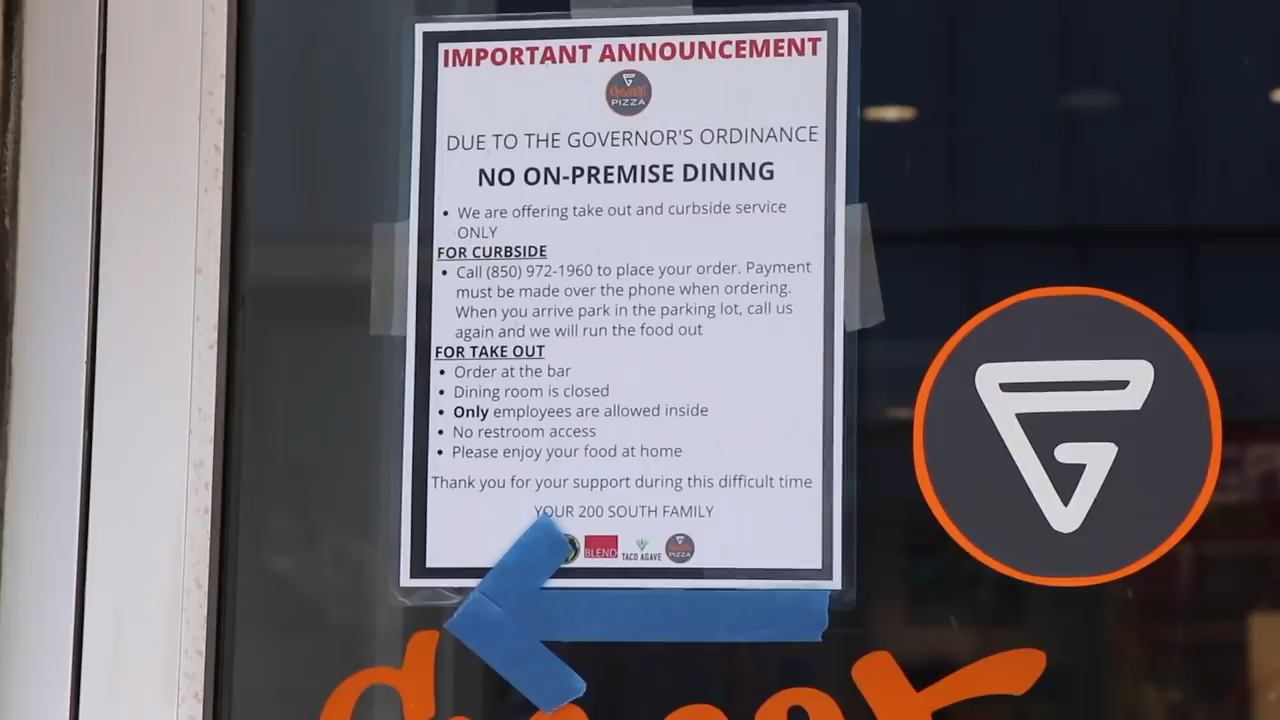 IMPORTANT ANNOUNCEMENT
PIZZA
DUE TO THE GOVERNOR'S ORDINANCE
NO ON-PREMISE DINING
• We are offering take out and curbside service
ONLY
FOR CURBSIDE
• Call (850) 972-1960 to place your order. Payment
must be made over the phone when ordering.
When you arrive park in the parking lot, call us
again and we will run the food out
FOR TAKE OUT
• Order at the bar
• Dining room is closed
• Only employees are allowed inside
• No restroom access
• Please enjoy your food at home
Thank you for your support during this difficult time
YOUR 200 SOUTH FAMILY
BLEND
TACO AGAVE
PIZZA
G